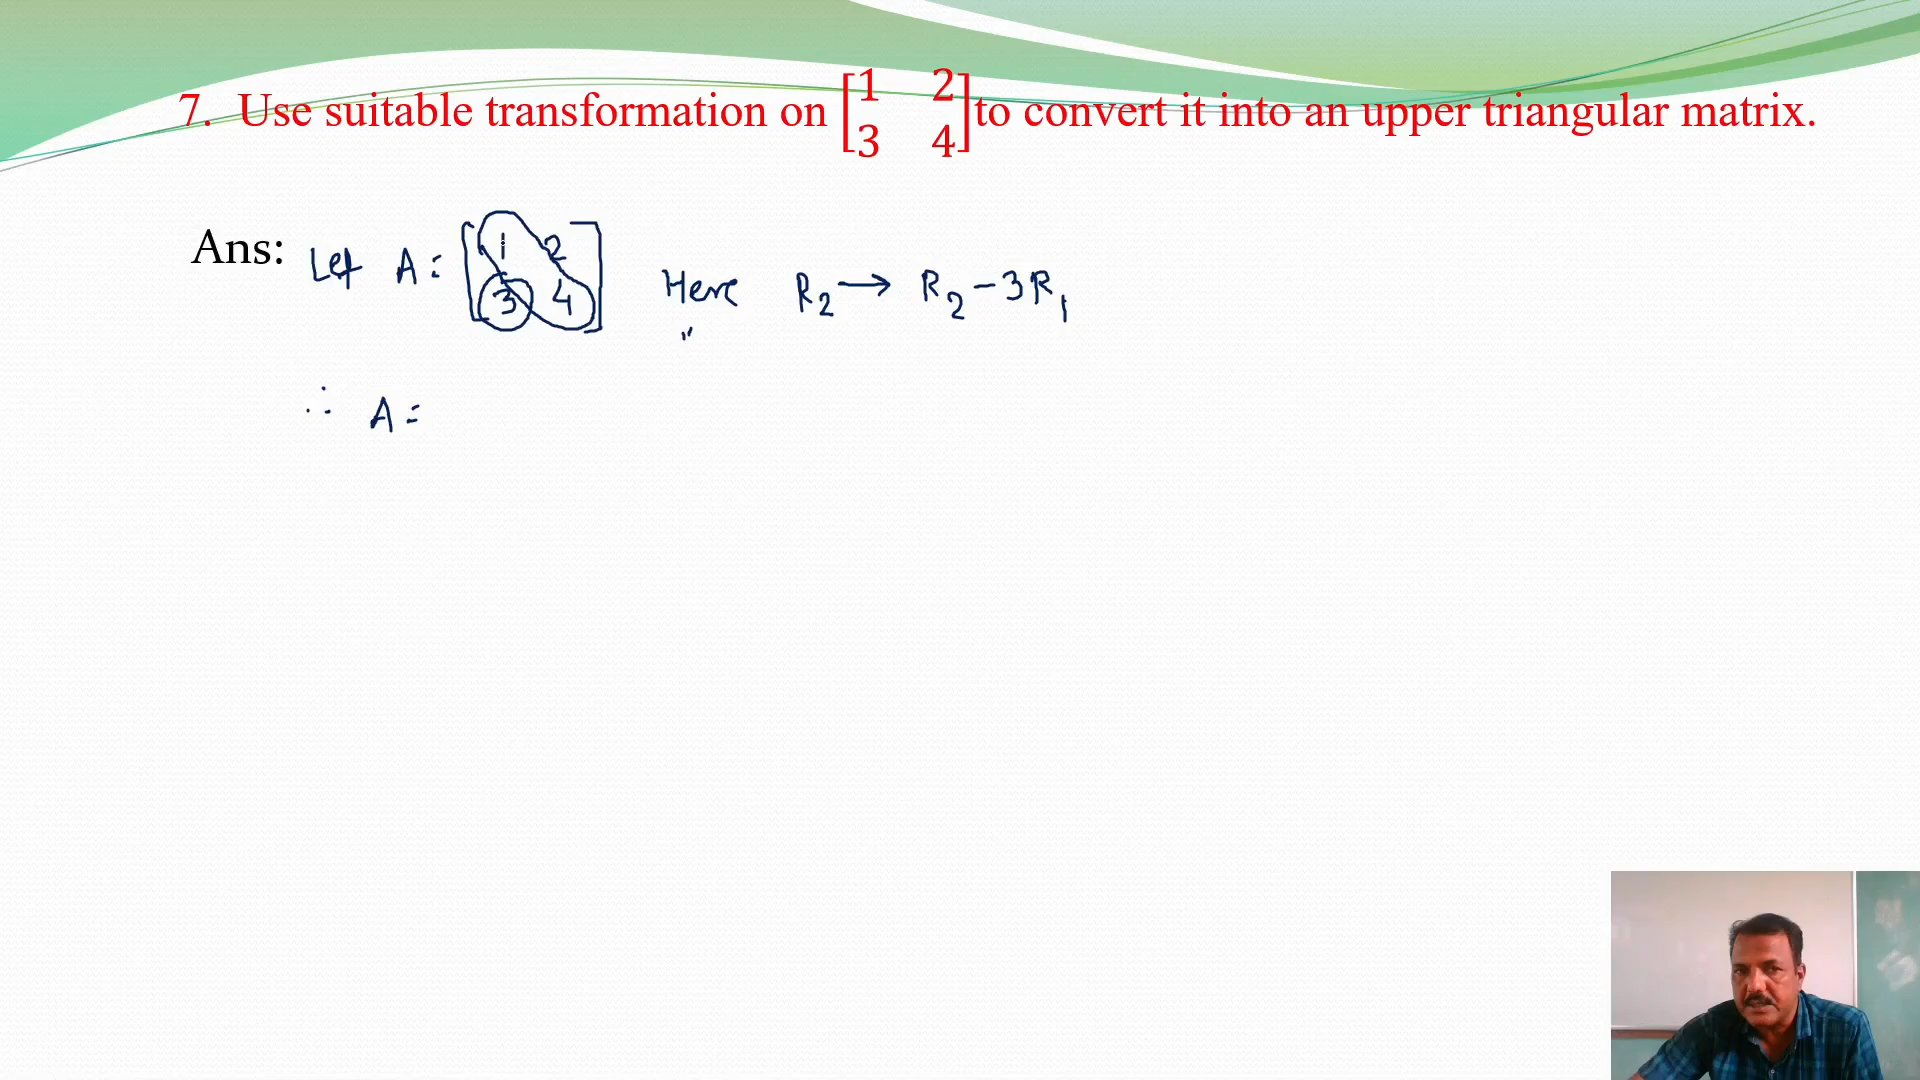 7. Use suitable transformation on [1 2
3 4] to convert it into an upper triangular matrix.
Ans: Let A = [1 2
3 4] Here R₂ → R₂ - 3R₁
∴ A =